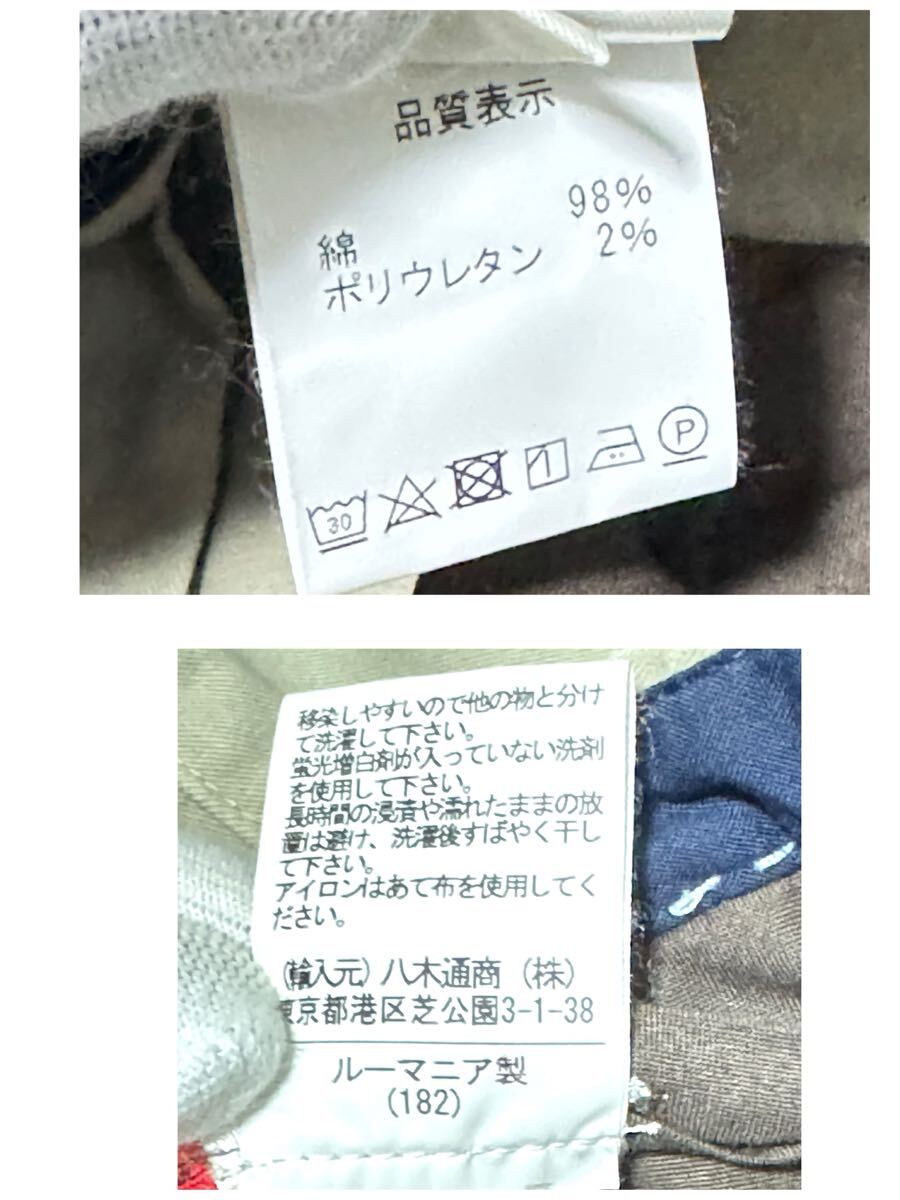 品質表示
綿 98%
ポリウレタン 2%
30
1
P
移染しやすいので他の物と分け
て洗濯して下さい。
蛍光増白剤が入っていない洗剤
を使用して下さい。
長時間の浸漬や濡れたままの放
置は避け、洗濯後すばやく干し
て下さい。
アイロンはあて布を使用してく
ださい。
(輸入元) 八木通商 (株)
東京都港区芝公園3-1-38
ルーマニア製
(182)